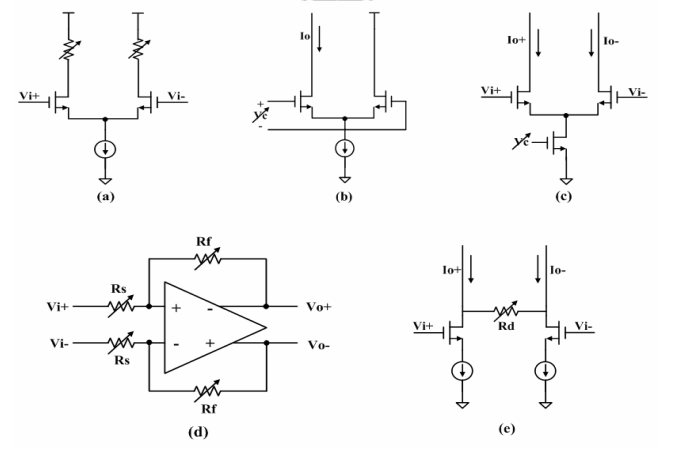 Vi+
Vi-
(a)
Io
+
Vc
-
(b)
Io+
Io-
Vi+
Vi-
Vc
(c)
Rf
Rs
Vi+
+
-
Vo+
Vi-
-
+
Vo-
Rs
Rf
(d)
Io+
Io-
Rd
Vi+
Vi-
(e)